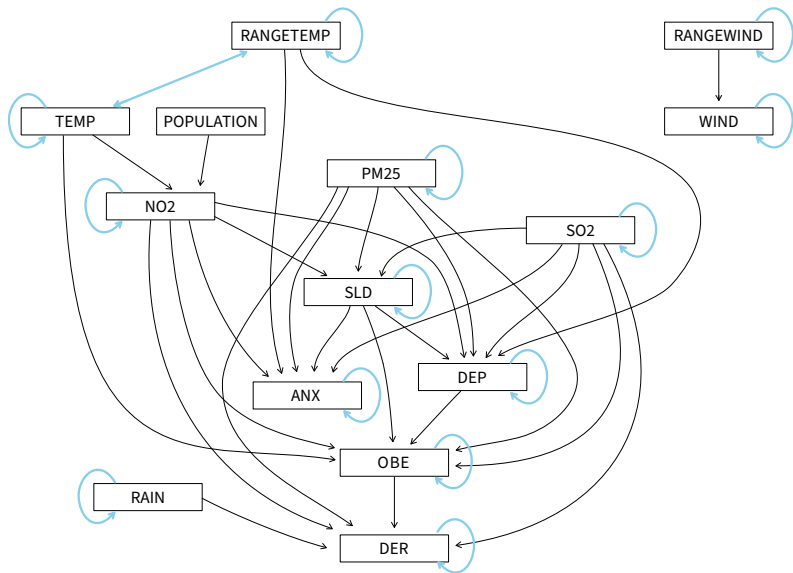 RANGETEMP
RANGEWIND
TEMP
POPULATION
WIND
PM25
NO2
SO2
SLD
DEP
ANX
OBE
RAIN
DER